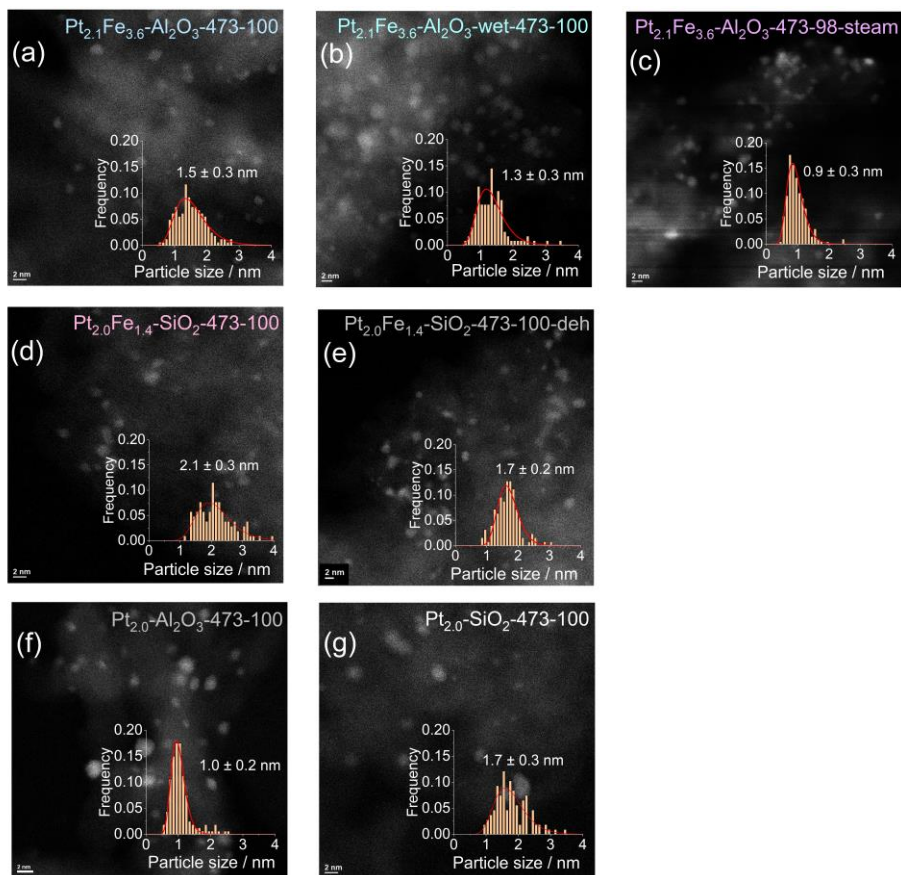 (a)
Pt2.1Fe3.6-Al2O3-473-100
0.20
0.15
0.10
0.05
0.00
Frequency
1.5 ± 0.3 nm
0 1 2 3 4
Particle size / nm
2 nm
(b)
Pt2.1Fe3.6-Al2O3-wet-473-100
0.20
0.15
0.10
0.05
0.00
Frequency
1.3 ± 0.3 nm
0 1 2 3 4
Particle size / nm
2 nm
(c)
Pt2.1Fe3.6-Al2O3-473-98-steam
0.20
0.15
0.10
0.05
0.00
Frequency
0.9 ± 0.3 nm
0 1 2 3 4
Particle size / nm
2 nm
(d)
Pt2.0Fe1.4-SiO2-473-100
0.20
0.15
0.10
0.05
0.00
Frequency
2.1 ± 0.3 nm
0 1 2 3 4
Particle size / nm
2 nm
(e)
Pt2.0Fe1.4-SiO2-473-100-deh
0.20
0.15
0.10
0.05
0.00
Frequency
1.7 ± 0.2 nm
0 1 2 3 4
Particle size / nm
2 nm
(f)
Pt2.0-Al2O3-473-100
0.20
0.15
0.10
0.05
0.00
Frequency
1.0 ± 0.2 nm
0 1 2 3 4
Particle size / nm
2 nm
(g)
Pt2.0-SiO2-473-100
0.20
0.15
0.10
0.05
0.00
Frequency
1.7 ± 0.3 nm
0 1 2 3 4
Particle size / nm
2 nm